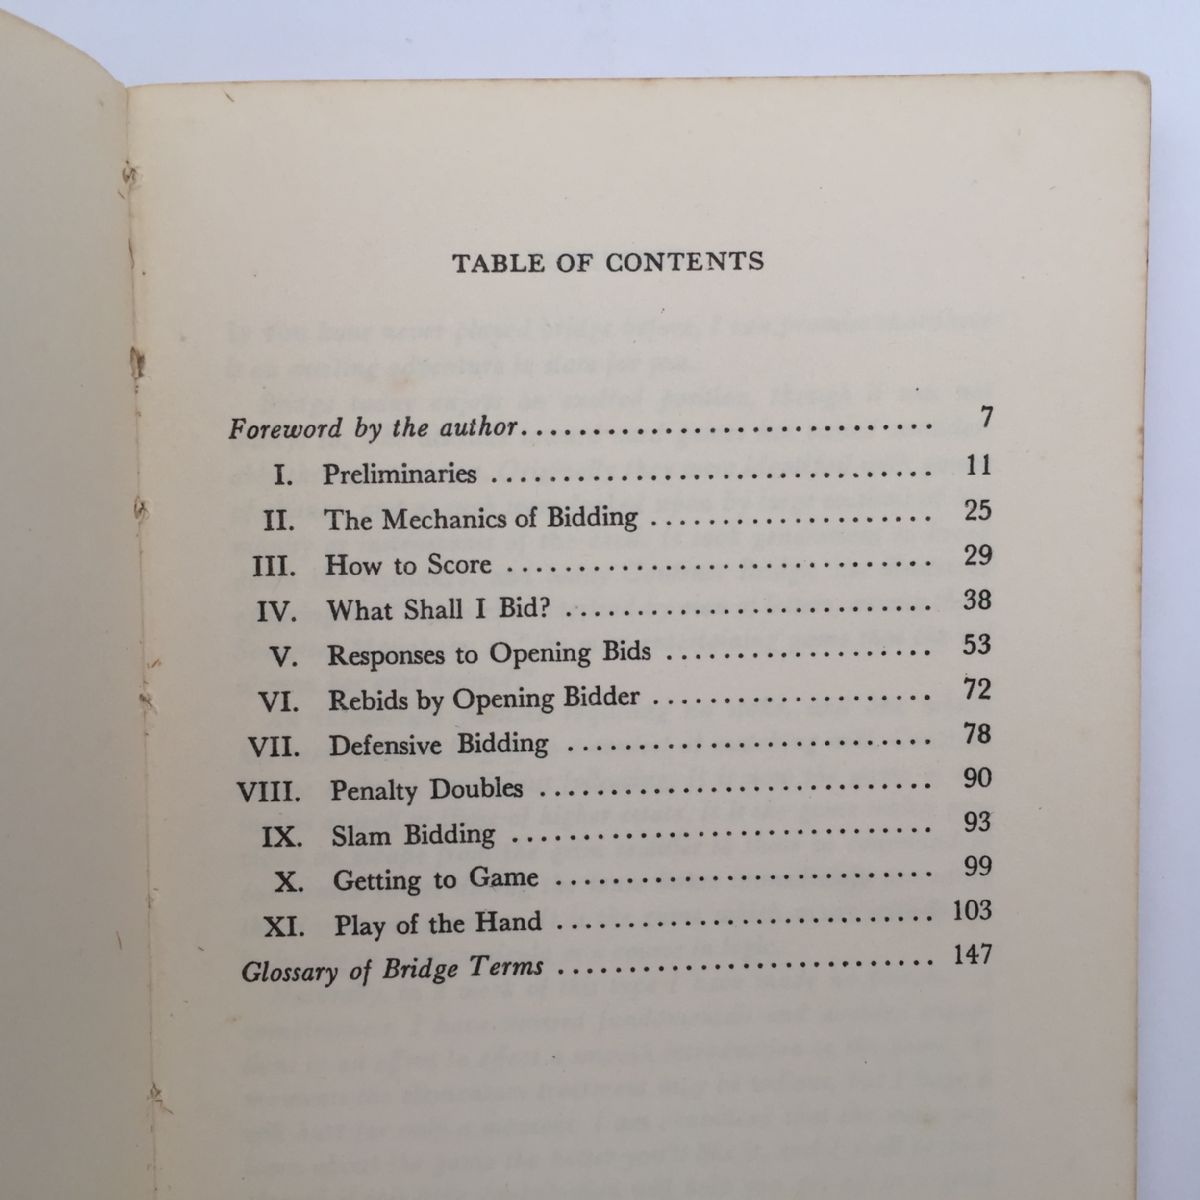 TABLE OF CONTENTS
Foreword by the author............................. 7
I. Preliminaries ............................... 11
II. The Mechanics of Bidding .................... 25
III. How to Score .............................. 29
IV. What Shall I Bid? .......................... 38
V. Responses to Opening Bids ................... 53
VI. Rebids by Opening Bidder .................... 72
VII. Defensive Bidding .......................... 78
VIII. Penalty Doubles ............................ 90
IX. Slam Bidding .............................. 93
X. Getting to Game ........................... 99
XI. Play of the Hand ........................... 103
Glossary of Bridge Terms ........................... 147